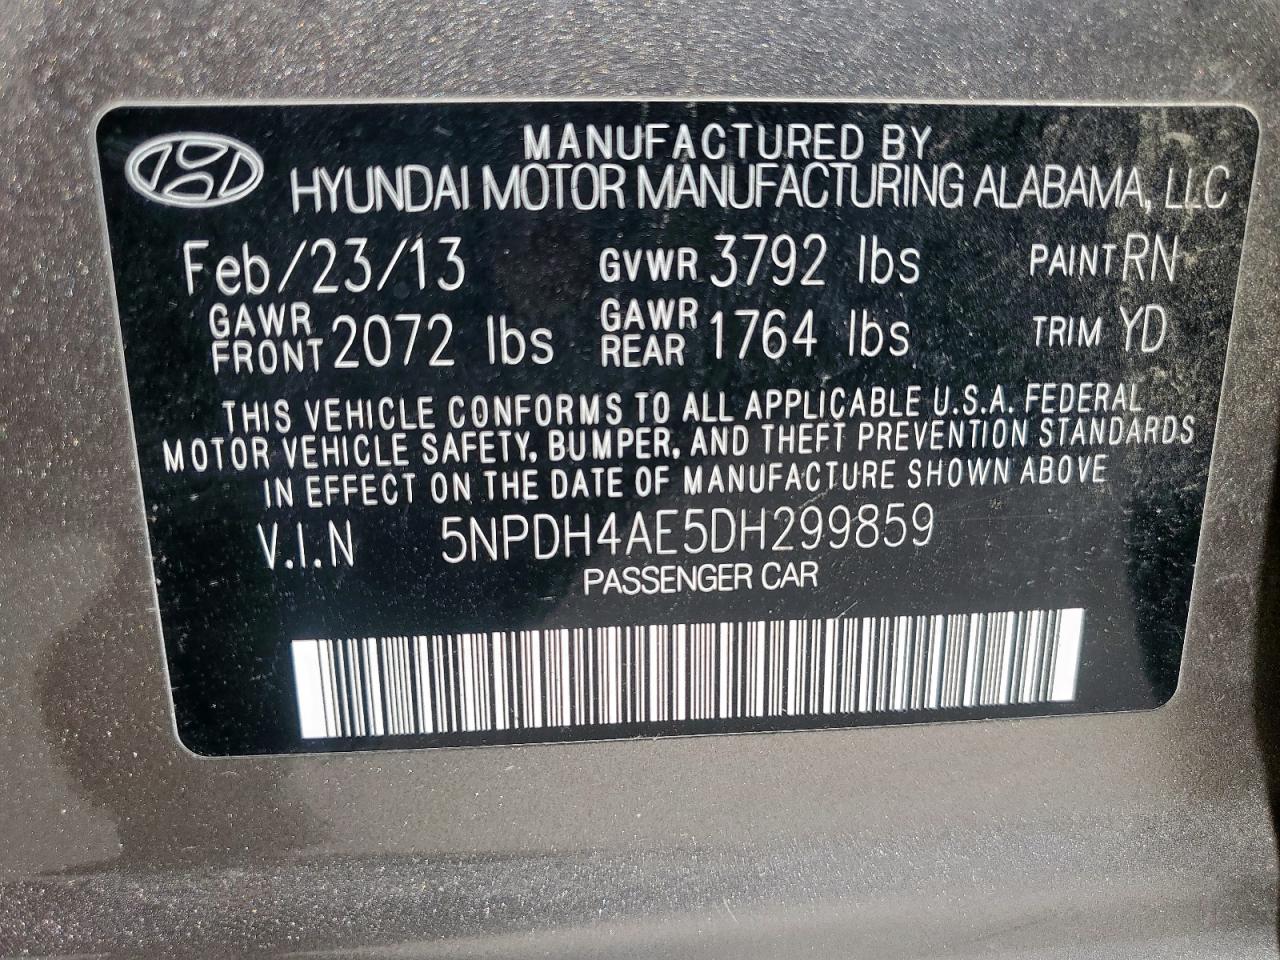 MANUFACTURED BY
HYUNDAI MOTOR MANUFACTURING ALABAMA, LLC
Feb/23/13 GVWR 3792 lbs PAINT RN
GAWR FRONT 2072 lbs GAWR REAR 1764 lbs TRIM YD
THIS VEHICLE CONFORMS TO ALL APPLICABLE U.S.A. FEDERAL
MOTOR VEHICLE SAFETY, BUMPER, AND THEFT PREVENTION STANDARDS
IN EFFECT ON THE DATE OF MANUFACTURE SHOWN ABOVE
V.I.N 5NPDH4AE5DH299859
PASSENGER CAR